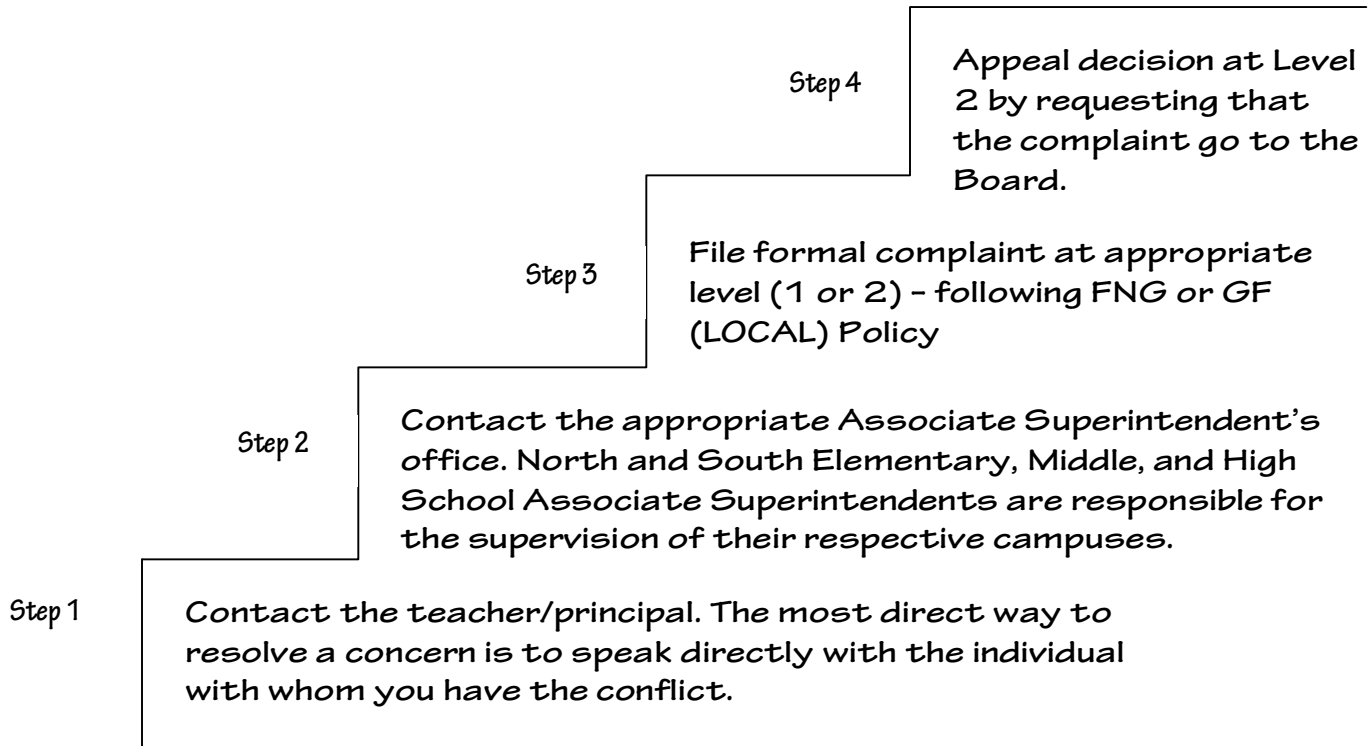 Step 4
Appeal decision at Level
2 by requesting that
the complaint go to the
Board.
Step 3
File formal complaint at appropriate
level (1 or 2) – following FNG or GF
(LOCAL) Policy
Step 2
Contact the appropriate Associate Superintendent’s
office. North and South Elementary, Middle, and High
School Associate Superintendents are responsible for
the supervision of their respective campuses.
Step 1
Contact the teacher/principal. The most direct way to
resolve a concern is to speak directly with the individual
with whom you have the conflict.